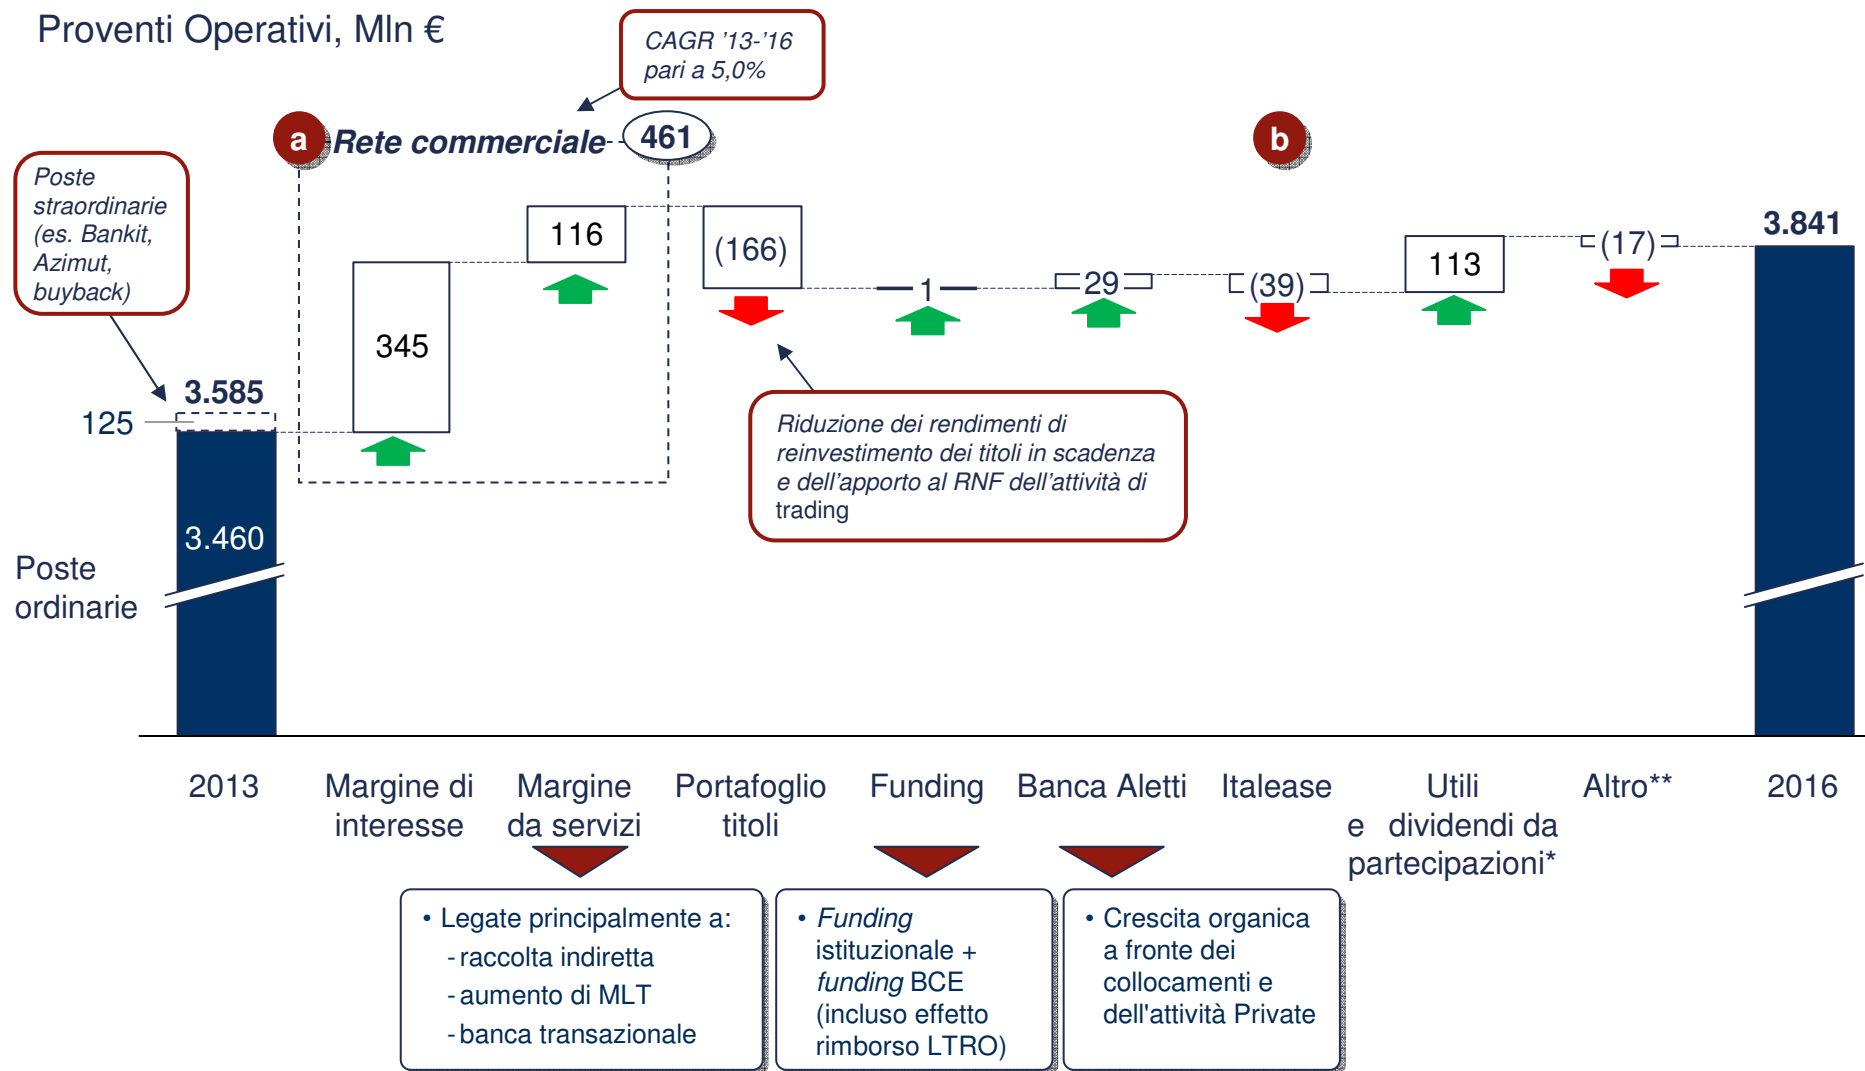 Proventi Operativi, Mln €
CAGR ’13-’16
pari a 5,0%
a
Rete commerciale
461
b
Poste
straordinarie
(es. Bankit,
Azimut,
buyback)
3.585
125
3.460
Poste
ordinarie
345
116
(166)
1
29
(39)
113
(17)
3.841
Riduzione dei rendimenti di
reinvestimento dei titoli in scadenza
e dell’apporto al RNF dell’attività di
trading
2013
Margine di
interesse
Margine
da servizi
Portafoglio
titoli
Funding
Banca Aletti
Italease
Utili
e dividendi da
partecipazioni*
Altro**
2016
• Legate principalmente a:
- raccolta indiretta
- aumento di MLT
- banca transazionale
• Funding
istituzionale +
funding BCE
(incluso effetto
rimborso LTRO)
• Crescita organica
a fronte dei
collocamenti e
dell'attività Private